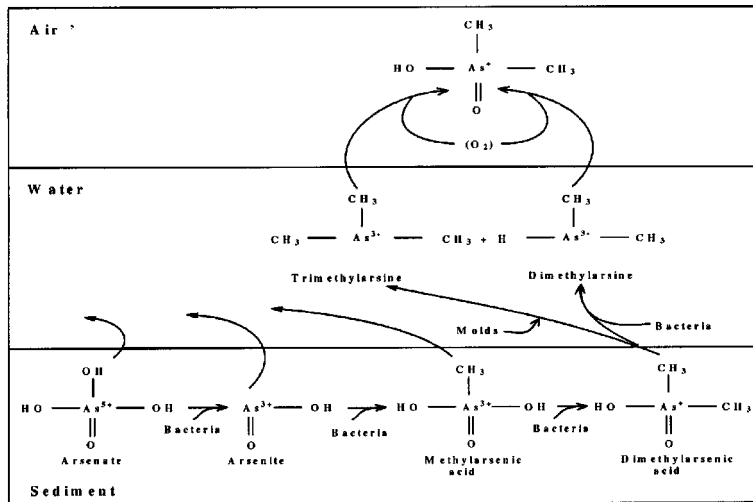 Air
CH3
HO — As+ — CH3
O
(O2)
Water
CH3 CH3
CH3 — As3+ — CH3 + H — As3+ — CH3
Trimethylarsine Dimethylarsine
Molds Bacteria
OH CH3 CH3
HO — As5+ — OH As3+ — OH HO — As3+ — OH HO — As+ — CH3
Bacteria Bacteria Bacteria
O O O O
Arsenate Arsenite Methylarsenic acid Dimethylarsenic acid
Sediment